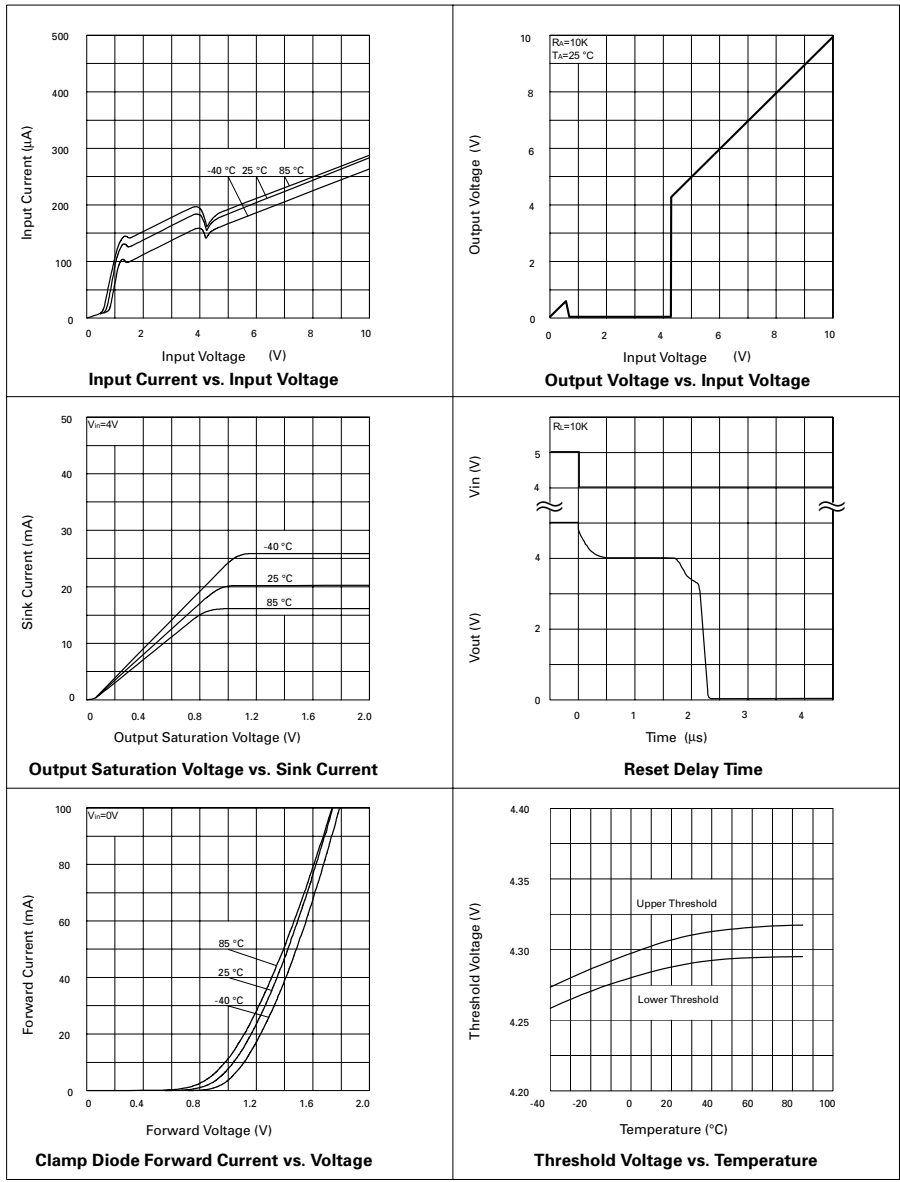 500
400
300
200
100
0
Input Current (µA)
-40 °C 25 °C 85 °C
0 2 4 6 8 10
Input Voltage (V)
Input Current vs. Input Voltage
10
8
6
4
2
0
Output Voltage (V)
RA=10K
TA=25 °C
0 2 4 6 8 10
Input Voltage (V)
Output Voltage vs. Input Voltage
50
40
30
20
10
0
Sink Current (mA)
Vin=4V
-40 °C
25 °C
85 °C
0 0.4 0.8 1.2 1.6 2.0
Output Saturation Voltage (V)
Output Saturation Voltage vs. Sink Current
RL=10K
Vin (V)
5
4
Vout (V)
4
2
0
0 1 2 3 4
Time (µs)
Reset Delay Time
100
80
60
40
20
0
Forward Current (mA)
Vin=0V
85 °C
25 °C
-40 °C
0 0.4 0.8 1.2 1.6 2.0
Forward Voltage (V)
Clamp Diode Forward Current vs. Voltage
4.40
4.35
4.30
4.25
4.20
Threshold Voltage (V)
Upper Threshold
Lower Threshold
-40 -20 0 20 40 60 80 100
Temperature (°C)
Threshold Voltage vs. Temperature